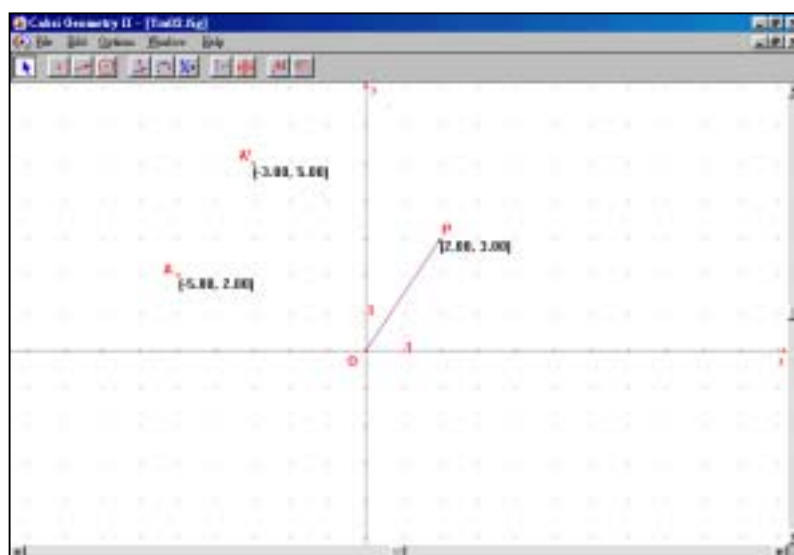 Cabri Geometry II - [Tra03.fig]
File Edit Options Window Help
(-3.00, 5.00)
P
(2.00, 3.00)
A
(-5.00, 2.00)
1
O
1